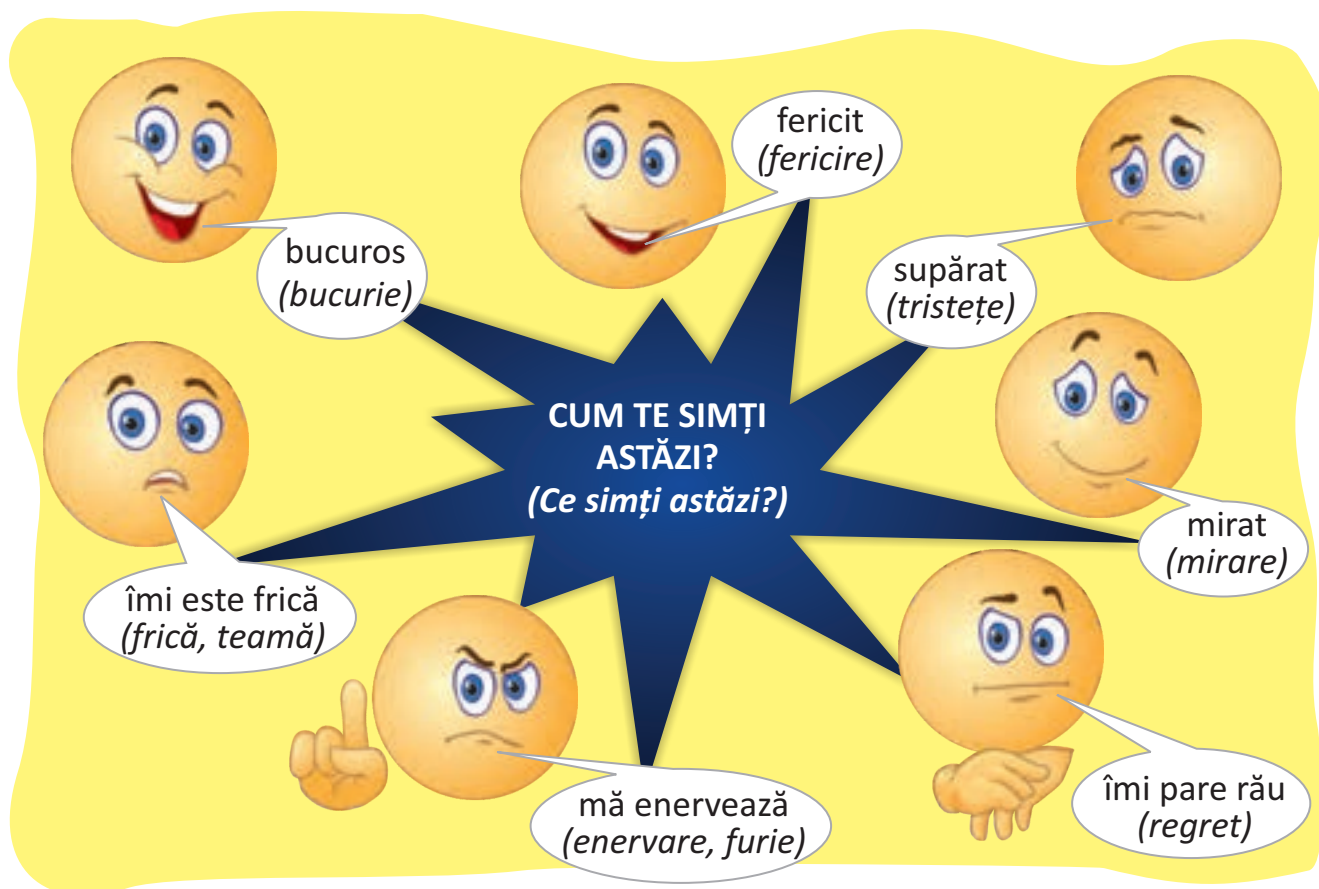 fericit
(fericire)
bucuros
(bucurie)
supărat
(tristețe)
CUM TE SIMȚI
ASTĂZI?
(Ce simți astăzi?)
mirat
(mirare)
îmi este frică
(frică, teamă)
mă enervează
(enervare, furie)
îmi pare rău
(regret)